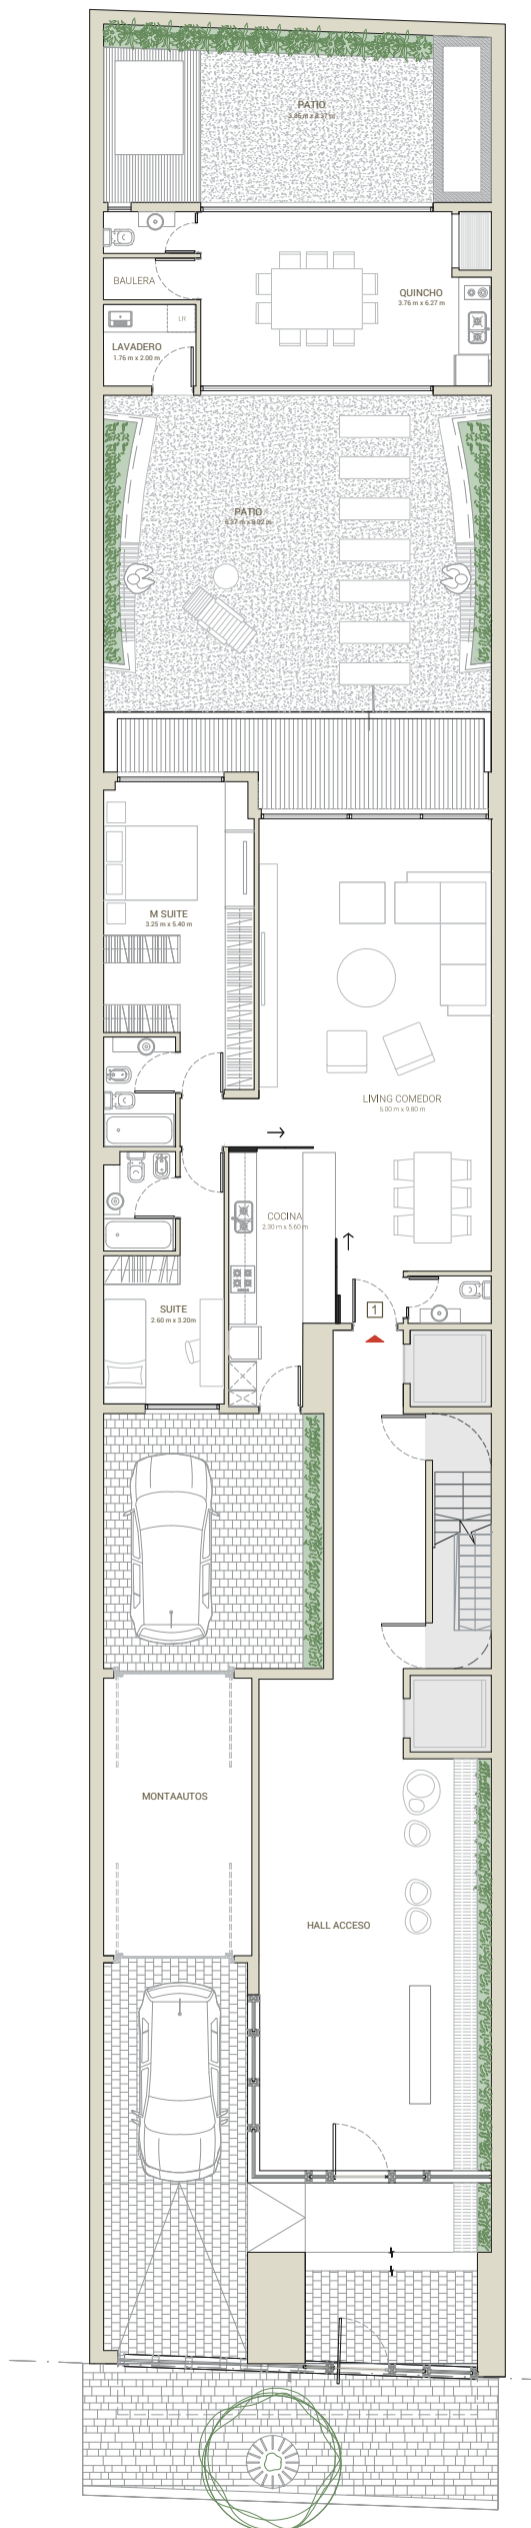 PATIO
QUINCHO
3.76 m x 6.27 m
BAULERA
LR
LAVADERO
1.76 m x 2.00 m
PATIO
M SUITE
3.25 m x 5.40 m
LIVING COMEDOR
5.00 m x 9.80 m
COCINA
2.30 m x 5.60 m
SUITE
2.60 m x 3.20m
1
MONTAAUTOS
HALL ACCESO